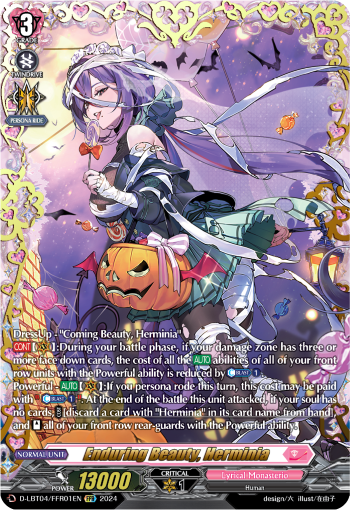 3
GRADE
TWINDRIVE
PERSONA RIDE
DressUp - "Coming Beauty, Herminia"
CONT :During your battle phase, if your damage zone has three or
more face down cards, the cost of all the AUTO abilities of all of your front
row units with the Powerful ability is reduced by C-BLAST 1.
Powerful - AUTO :If you persona rode this turn, this cost may be paid
with C-BLAST 1. At the end of the battle this unit attacked, if your soul has
no cards, [discard a card with "Herminia" in its card name from hand],
and all of your front row rear-guards with the Powerful ability.
NORMAL UNIT
Enduring Beauty, Herminia
POWER 13000
CRITICAL
1
Lyrical Monasterio
Human
D-LBT04/FFR01EN FFR 2024
design/六 illust/在由子